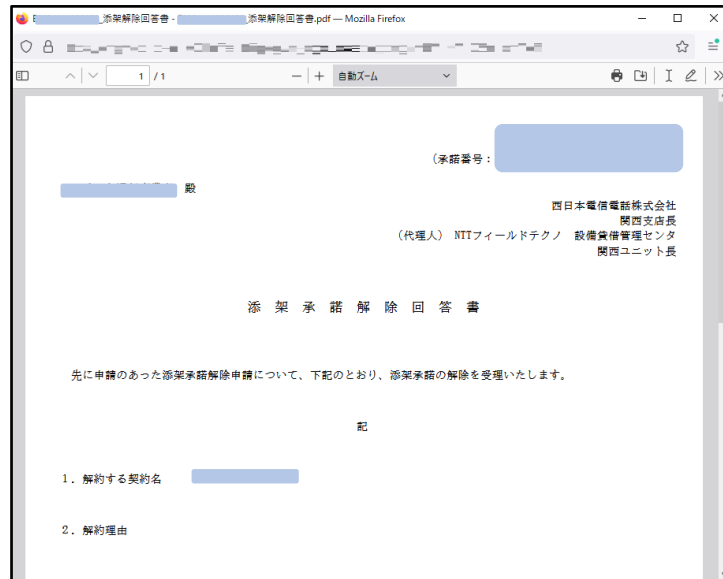 _添架解除回答書 - 添架解除回答書.pdf — Mozilla Firefox
1 / 1
自動ズーム
(承諾番号:
殿
西日本電信電話株式会社
関西支店長
(代理人) NTTフィールドテクノ 設備賃借管理センタ
関西ユニット長
添 架 承 諾 解 除 回 答 書
先に申請のあった添架承諾解除申請について、下記のとおり、添架承諾の解除を受理いたします。
記
1. 解約する契約名
2. 解約理由